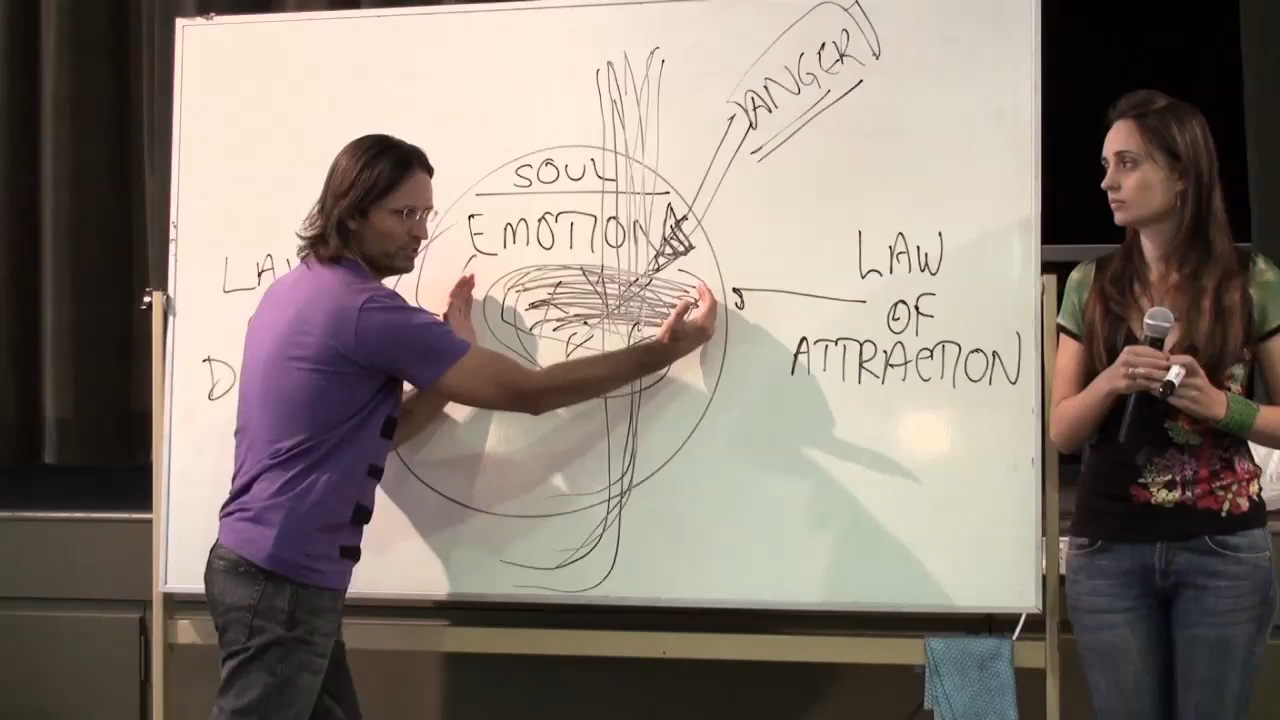 ANGER
SOUL
EMOTION
LAW
OF
ATTRACTION